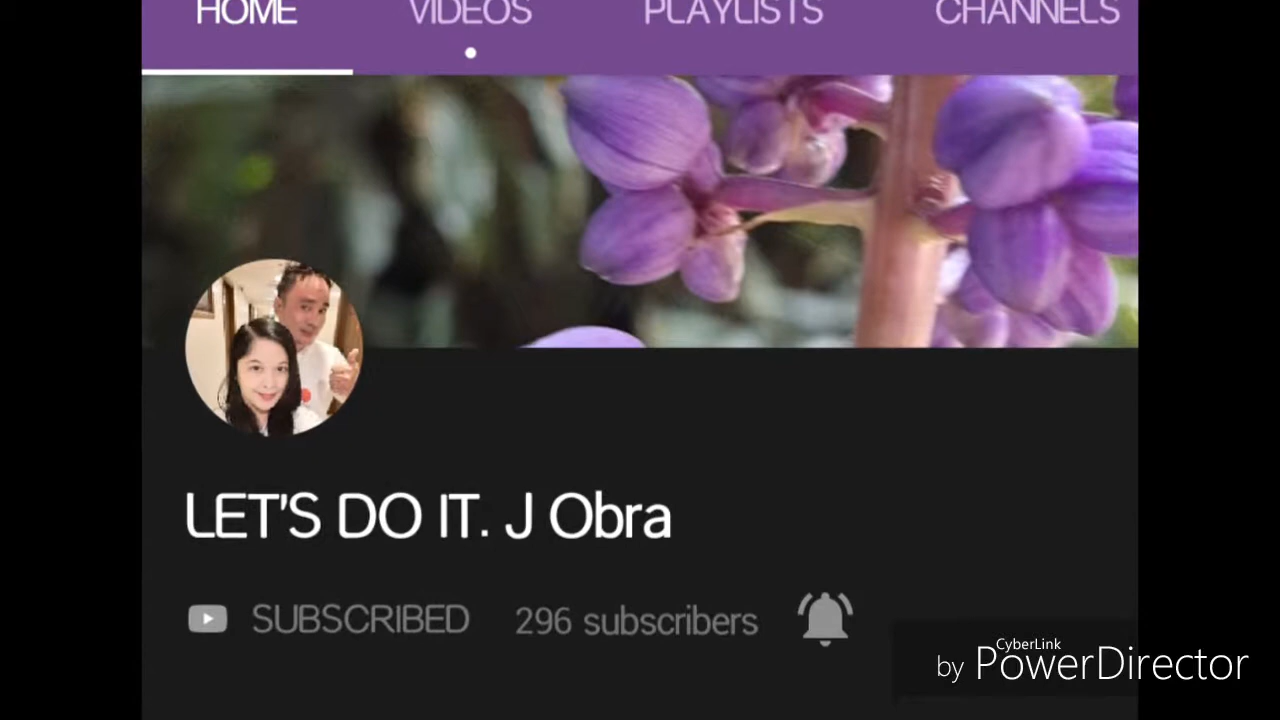 HOME VIDEOS PLAYLISTS CHANNELS
LET'S DO IT. J Obra
SUBSCRIBED 296 subscribers
CyberLink
by PowerDirector